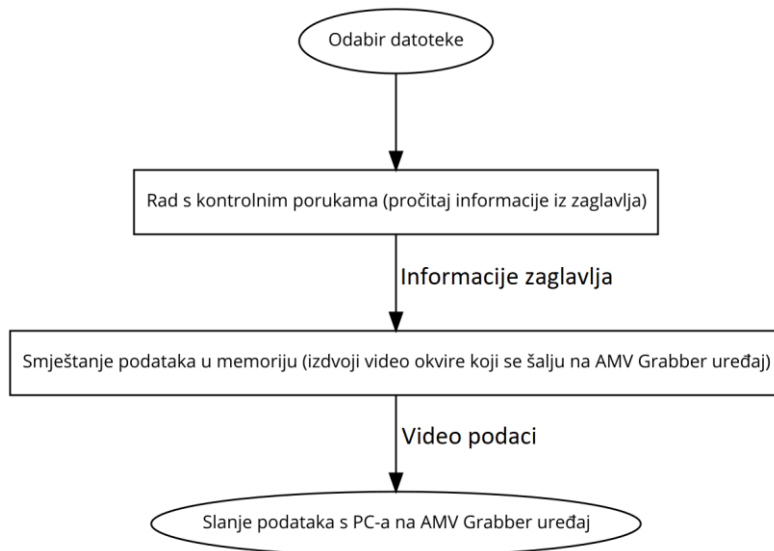 Odabir datoteke
Rad s kontrolnim porukama (pročitaj informacije iz zaglavlja)
Informacije zaglavlja
Smještanje podataka u memoriju (izdvoji video okvire koji se šalju na AMV Grabber uređaj)
Video podaci
Slanje podataka s PC-a na AMV Grabber uređaj